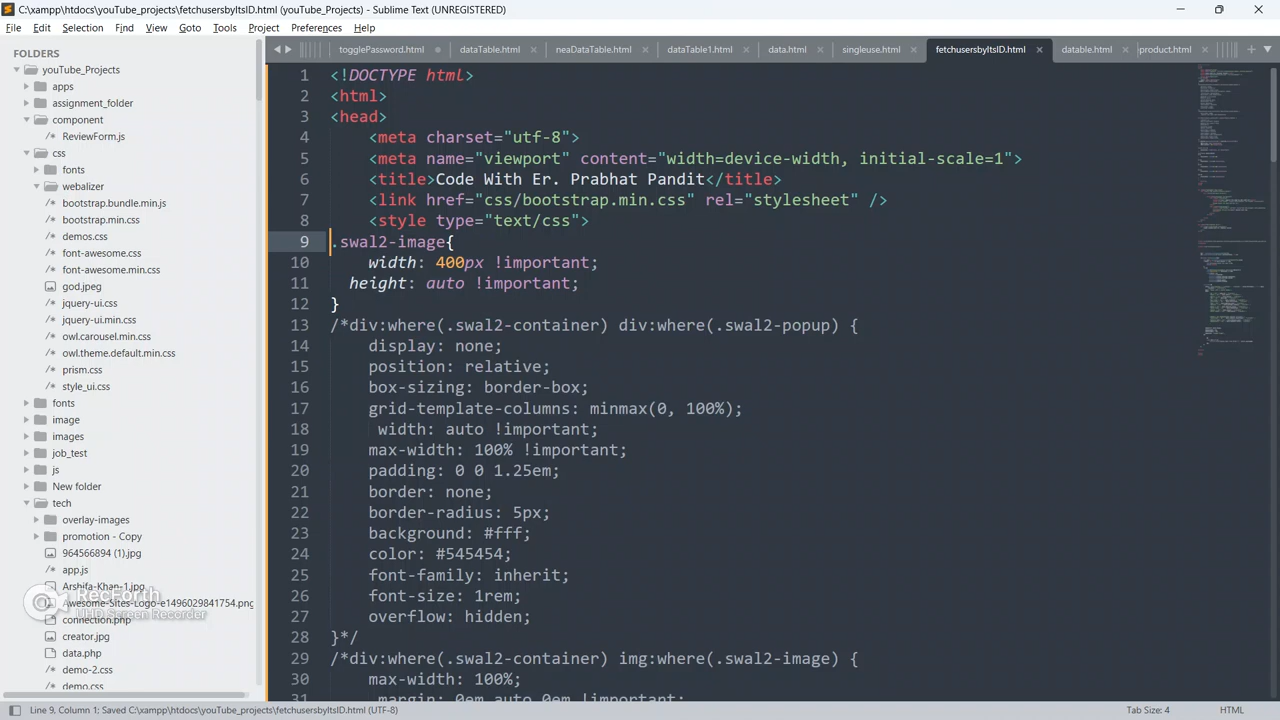 C:\xampp\htdocs\youTube_projects\fetchusersbyItsID.html (youTube_Projects) - Sublime Text (UNREGISTERED)
File Edit Selection Find View Goto Tools Project Preferences Help
togglePassword.html dataTable.html neaDataTable.html dataTable1.html data.html singleuse.html fetchusersbyItsID.html datable.html product.html
FOLDERS
youTube_Projects
apps
assignment_folder
component
ReviewForm.js
css
fonts
webalizer
bootstrap.bundle.min.js
bootstrap.min.css
demos.css
font-awesome.css
font-awesome.min.css
god.jpeg
jquery-ui.css
jquery-ui.min.css
owl.carousel.min.css
owl.theme.default.min.css
prism.css
style_ui.css
fonts
image
images
job_test
js
New folder
tech
overlay-images
promotion - Copy
964566894 (1).jpg
app.js
Arshifa-Khan-1.jpg
Awesome-Sites-Logo-e1496029841754.png
connection.php
creator.jpg
data.php
demo-2.css
demo.css
RecForth
UHD Screen Recorder
1 <!DOCTYPE html>
2 <html>
3 <head>
4 <meta charset="utf-8">
5 <meta name="viewport" content="width=device-width, initial-scale=1">
6 <title>Code With Er. Prabhat Pandit</title>
7 <link href="css/bootstrap.min.css" rel="stylesheet" />
8 <style type="text/css">
9 .swal2-image{
10 width: 400px !important;
11 height: auto !important;
12 }
13 /*div:where(.swal2-container) div:where(.swal2-popup) {
14 display: none;
15 position: relative;
16 box-sizing: border-box;
17 grid-template-columns: minmax(0, 100%);
18 width: auto !important;
19 max-width: 100% !important;
20 padding: 0 0 1.25em;
21 border: none;
22 border-radius: 5px;
23 background: #fff;
24 color: #545454;
25 font-family: inherit;
26 font-size: 1rem;
27 overflow: hidden;
28 }*/
29 /*div:where(.swal2-container) img:where(.swal2-image) {
30 max-width: 100%;
31 margin: 0em auto 0em !important;
Line 9, Column 1; Saved C:\xampp\htdocs\youTube_projects\fetchusersbyItsID.html (UTF-8) Tab Size: 4 HTML